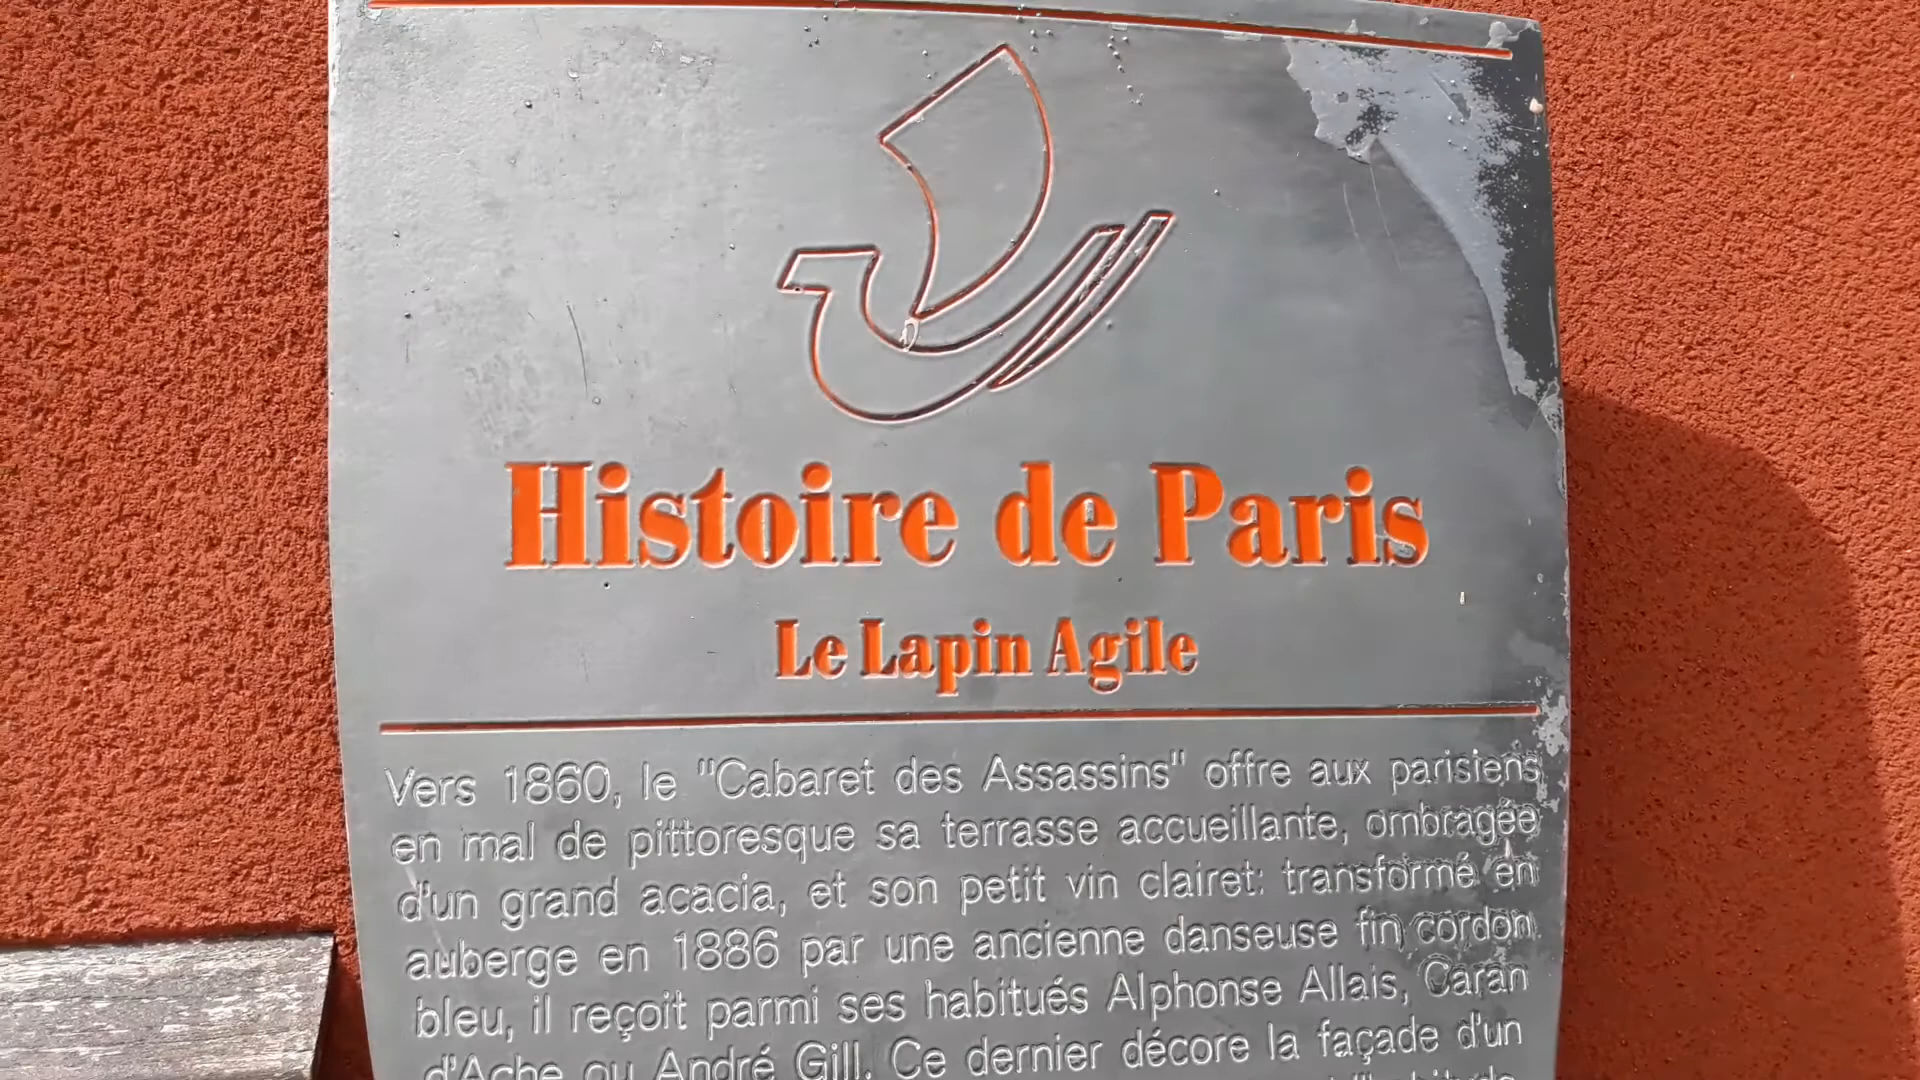 Histoire de Paris
Le Lapin Agile
Vers 1860, le "Cabaret des Assassins" offre aux parisiens
en mal de pittoresque sa terrasse accueillante, ombragée
d'un grand acacia, et son petit vin clairet: transformé en
auberge en 1886 par une ancienne danseuse fin cordon
bleu, il reçoit parmi ses habitués Alphonse Allais, Caran
d'Ache ou André Gill. Ce dernier décore la façade d'un